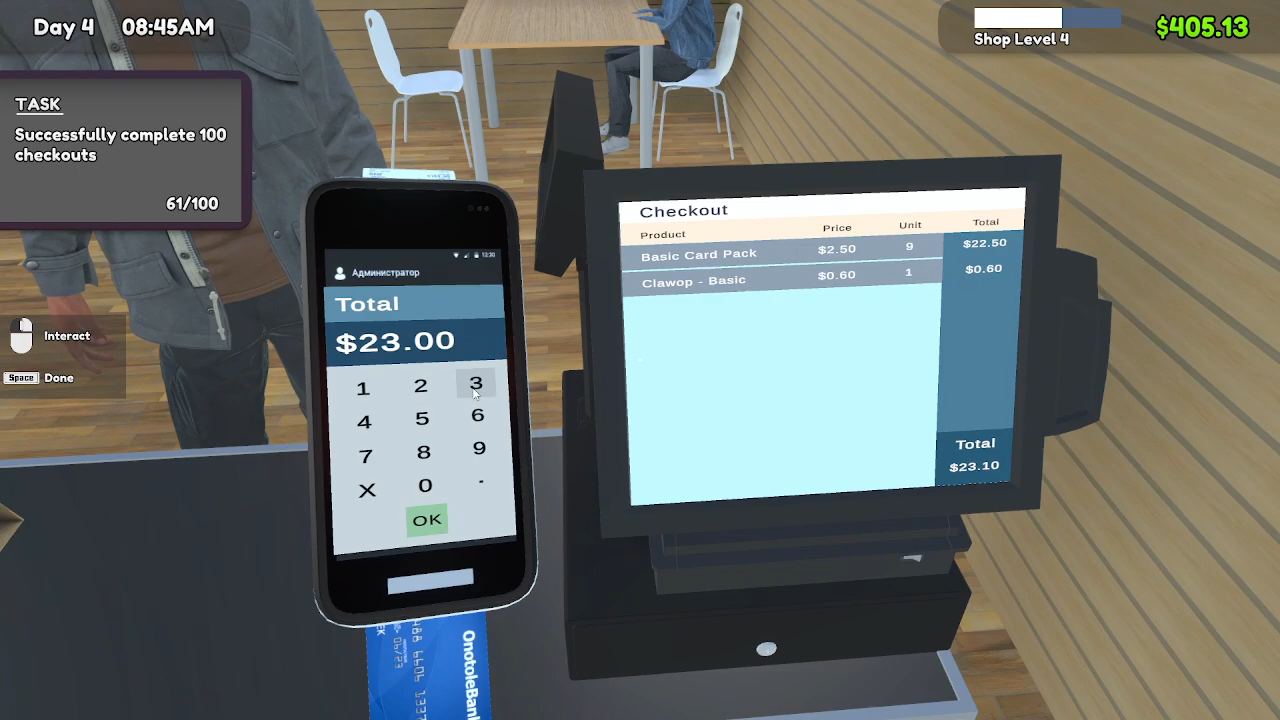 Day 4 08:45AM
Shop Level 4
$405.13
TASK
Successfully complete 100
checkouts
61/100
Interact
Space Done
12:30
Администратор
Total
$23.00
1 2 3
4 5 6
7 8 9
X 0 .
OK
Checkout
Product Price Unit Total
Basic Card Pack $2.50 9 $22.50
Clawop - Basic $0.60 1 $0.60
Total
$23.10
OnotoleBank